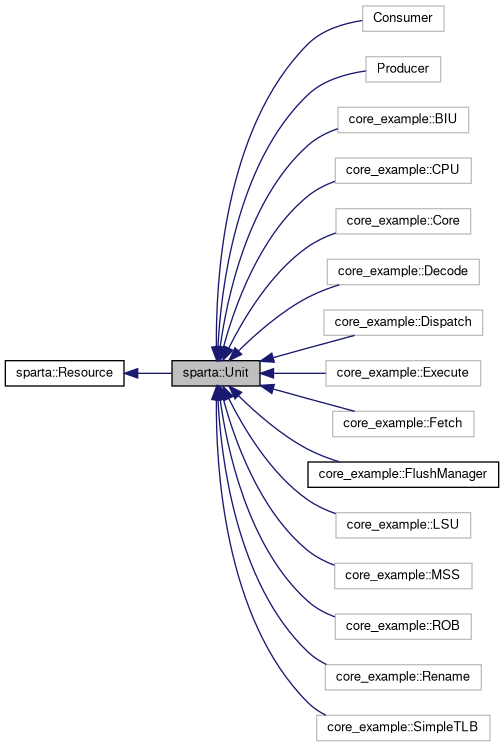 Consumer
Producer
core_example::BIU
core_example::CPU
core_example::Core
core_example::Decode
core_example::Dispatch
sparta::Resource
sparta::Unit
core_example::Execute
core_example::Fetch
core_example::FlushManager
core_example::LSU
core_example::MSS
core_example::ROB
core_example::Rename
core_example::SimpleTLB